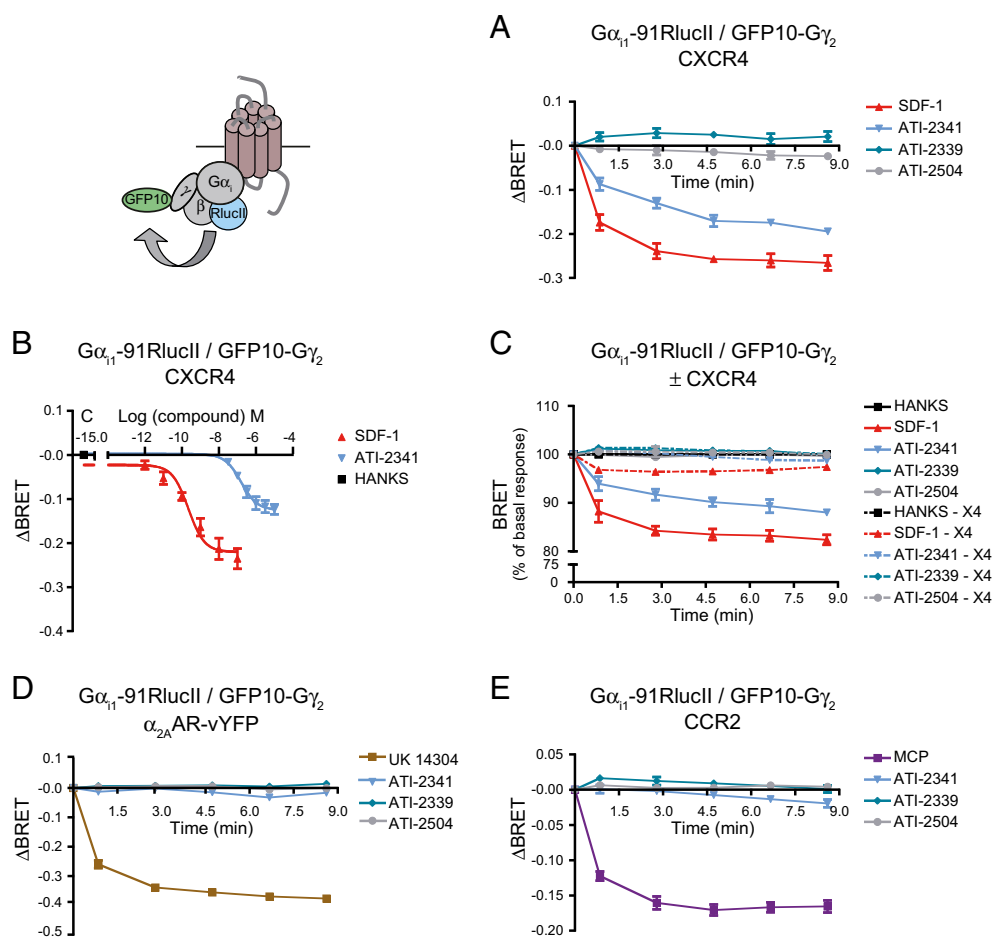 GFP10
γ
Gαi
β
RlucII
A
Gαi1-91RlucII / GFP10-Gγ2
CXCR4
ΔBRET
0.1
-0.0
-0.1
-0.2
-0.3
1.5 3.0 4.5 6.0 7.5 9.0
Time (min)
SDF-1
ATI-2341
ATI-2339
ATI-2504
B
Gαi1-91RlucII / GFP10-Gγ2
CXCR4
ΔBRET
C Log (compound) M
-15.0 -12 -10 -8 -6 -4
0.1
-0.0
-0.1
-0.2
-0.3
-0.4
SDF-1
ATI-2341
HANKS
C
Gαi1-91RlucII / GFP10-Gγ2
± CXCR4
BRET
(% of basal response)
110
100
90
80
75
0
0.0 1.5 3.0 4.5 6.0 7.5 9.0
Time (min)
HANKS
SDF-1
ATI-2341
ATI-2339
ATI-2504
HANKS - X4
SDF-1 - X4
ATI-2341 - X4
ATI-2339 - X4
ATI-2504 - X4
D
Gαi1-91RlucII / GFP10-Gγ2
α2AAR-vYFP
ΔBRET
0.1
-0.0
-0.1
-0.2
-0.3
-0.4
-0.5
1.5 3.0 4.5 6.0 7.5 9.0
Time (min)
UK 14304
ATI-2341
ATI-2339
ATI-2504
E
Gαi1-91RlucII / GFP10-Gγ2
CCR2
ΔBRET
0.05
-0.00
-0.05
-0.10
-0.15
-0.20
1.5 3.0 4.5 6.0 7.5 9.0
Time (min)
MCP
ATI-2341
ATI-2339
ATI-2504